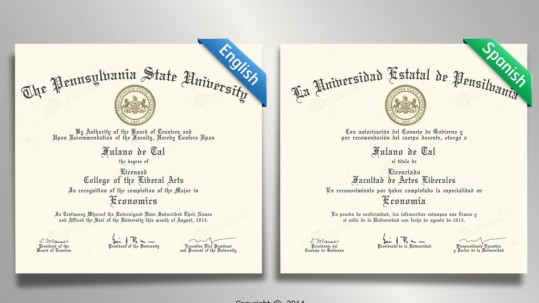 English
The Pennsylvania State University
By Authority of the Board of Trustees and
Upon Recommendation of the Faculty, Hereby Confers Upon
Fulano de Tal
the degree of
Licensed
College of the Liberal Arts
In recognition of the completion of the Major in
Economics
In Testimony Whereof the Undersigned Have Subscribed Their Names
and Affixed the Seal of the University this month of August, 2014.
President of the
Board of Trustees
President of the University
Executive Vice President
and Provost of the University
Spanish
La Universidad Estatal de Pensilvania
Con autorización del Consejo de Gobierno y
por recomendación del cuerpo docente, otorga a
Fulano de Tal
el título de
Licenciado
Facultad de Artes Liberales
En reconocimiento por haber completado la especialidad en
Economía
En prueba de conformidad, los infrascritos estampan sus firmas y
el sello de la Universidad con fecha de agosto de 2014.
Presidente del
Consejo de Gobierno
Presidente de la Universidad
Vicepresidente Ejecutivo
y Rector de la Universidad
Copyright © 2014